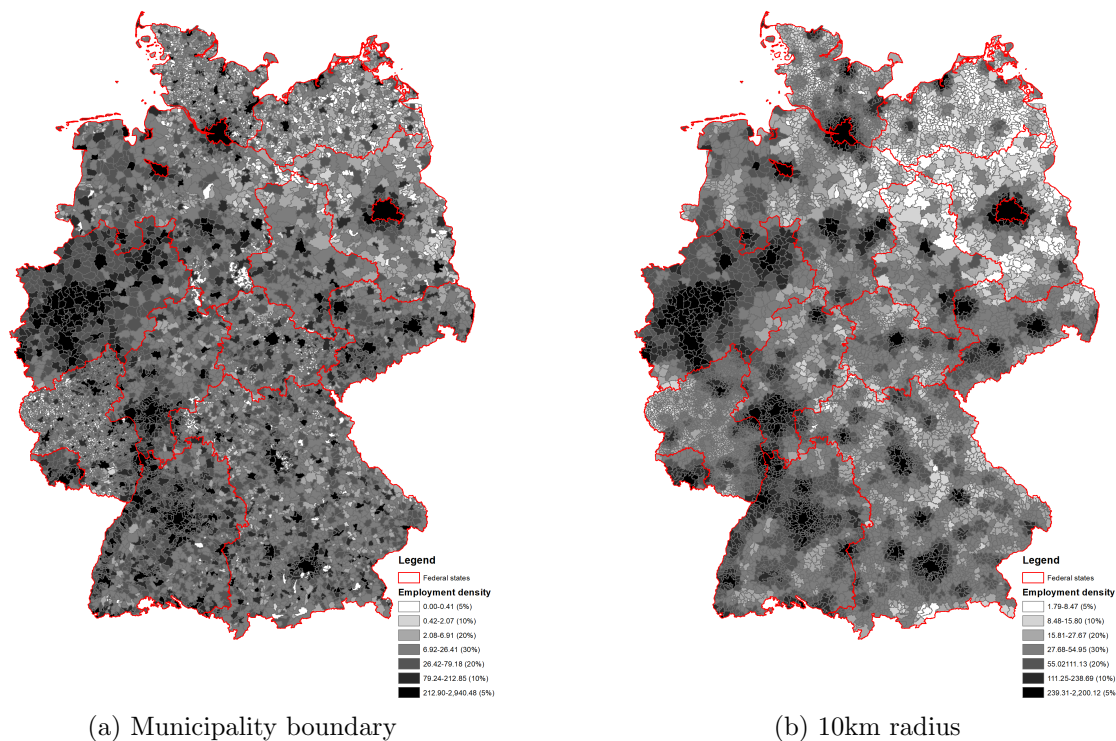 Legend
Federal states
Employment density
0.00-0.41 (5%)
0.42-2.07 (10%)
2.08-6.91 (20%)
6.92-26.41 (30%)
26.42-79.18 (20%)
79.24-212.85 (10%)
212.90-2,940.48 (5%)
(a) Municipality boundary
Legend
Federal states
Employment density
1.79-8.47 (5%)
8.48-15.80 (10%)
15.81-27.67 (20%)
27.68-54.95 (30%)
55.02111.13 (20%)
111.25-238.69 (10%)
239.31-2,200.12 (5%
(b) 10km radius